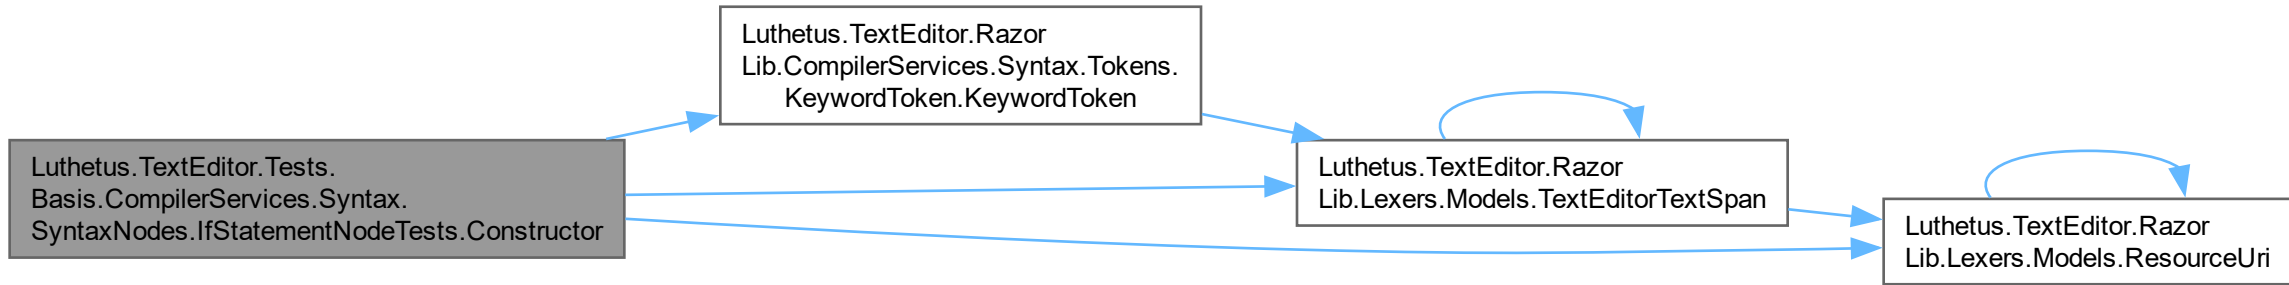 Luthetus.TextEditor.Tests.
Basis.CompilerServices.Syntax.
SyntaxNodes.IfStatementNodeTests.Constructor
Luthetus.TextEditor.Razor
Lib.CompilerServices.Syntax.Tokens.
KeywordToken.KeywordToken
Luthetus.TextEditor.Razor
Lib.Lexers.Models.TextEditorTextSpan
Luthetus.TextEditor.Razor
Lib.Lexers.Models.ResourceUri